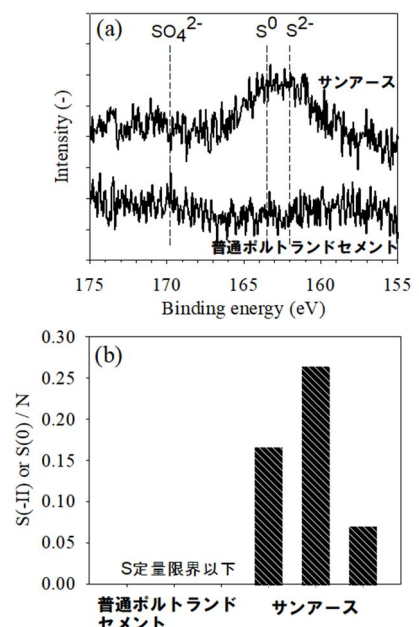 (a)
SO4 2- S0 S2-
サンアース
Intensity (-)
普通ポルトランドセメント
175 170 165 160 155
Binding energy (eV)
(b)
0.30
0.25
0.20
0.15
0.10
0.05
0.00
S(-II) or S(0) / N
S定量限界以下
普通ポルトランド
セメント
サンアース